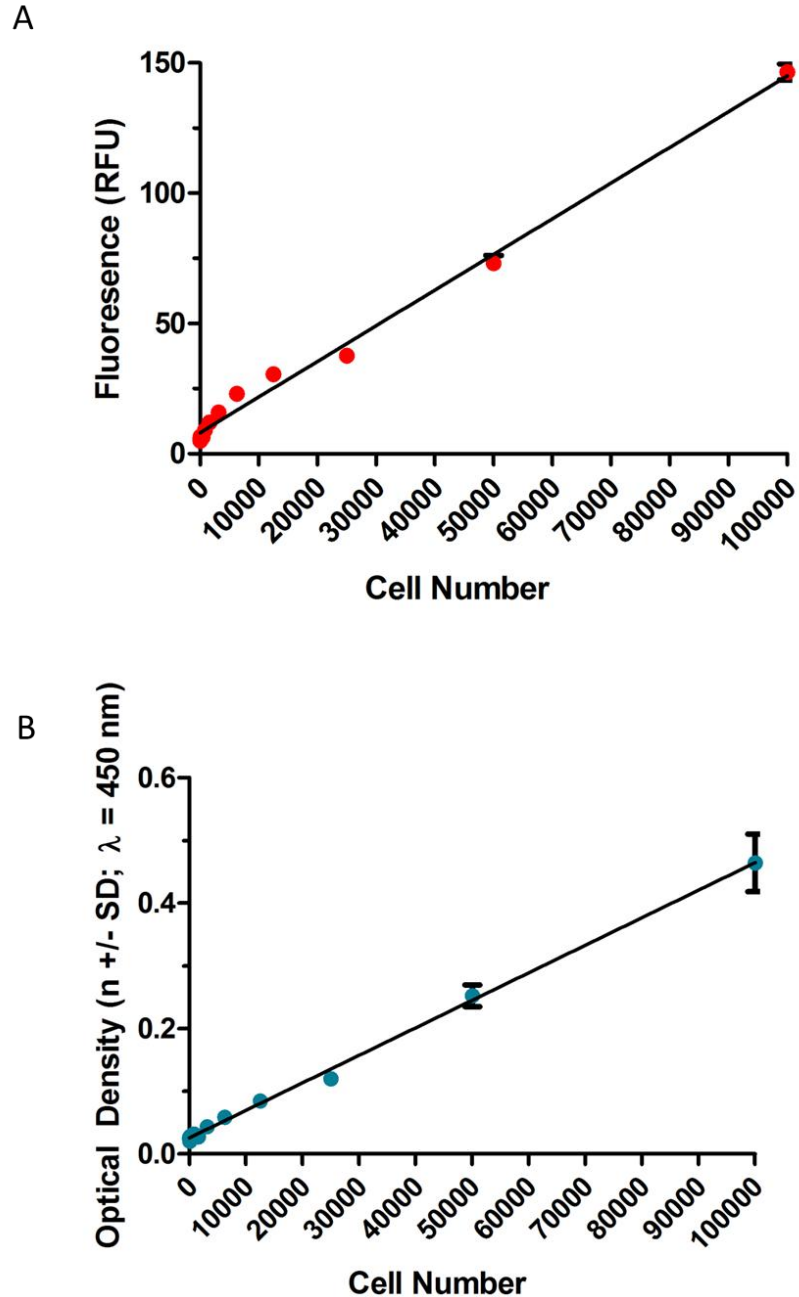 A
Fluoresence (RFU)
150
100
50
0
0 10000 20000 30000 40000 50000 60000 70000 80000 90000 100000
Cell Number
B
Optical Density (n +/- SD; λ = 450 nm)
0.6
0.4
0.2
0.0
0 10000 20000 30000 40000 50000 60000 70000 80000 90000 100000
Cell Number